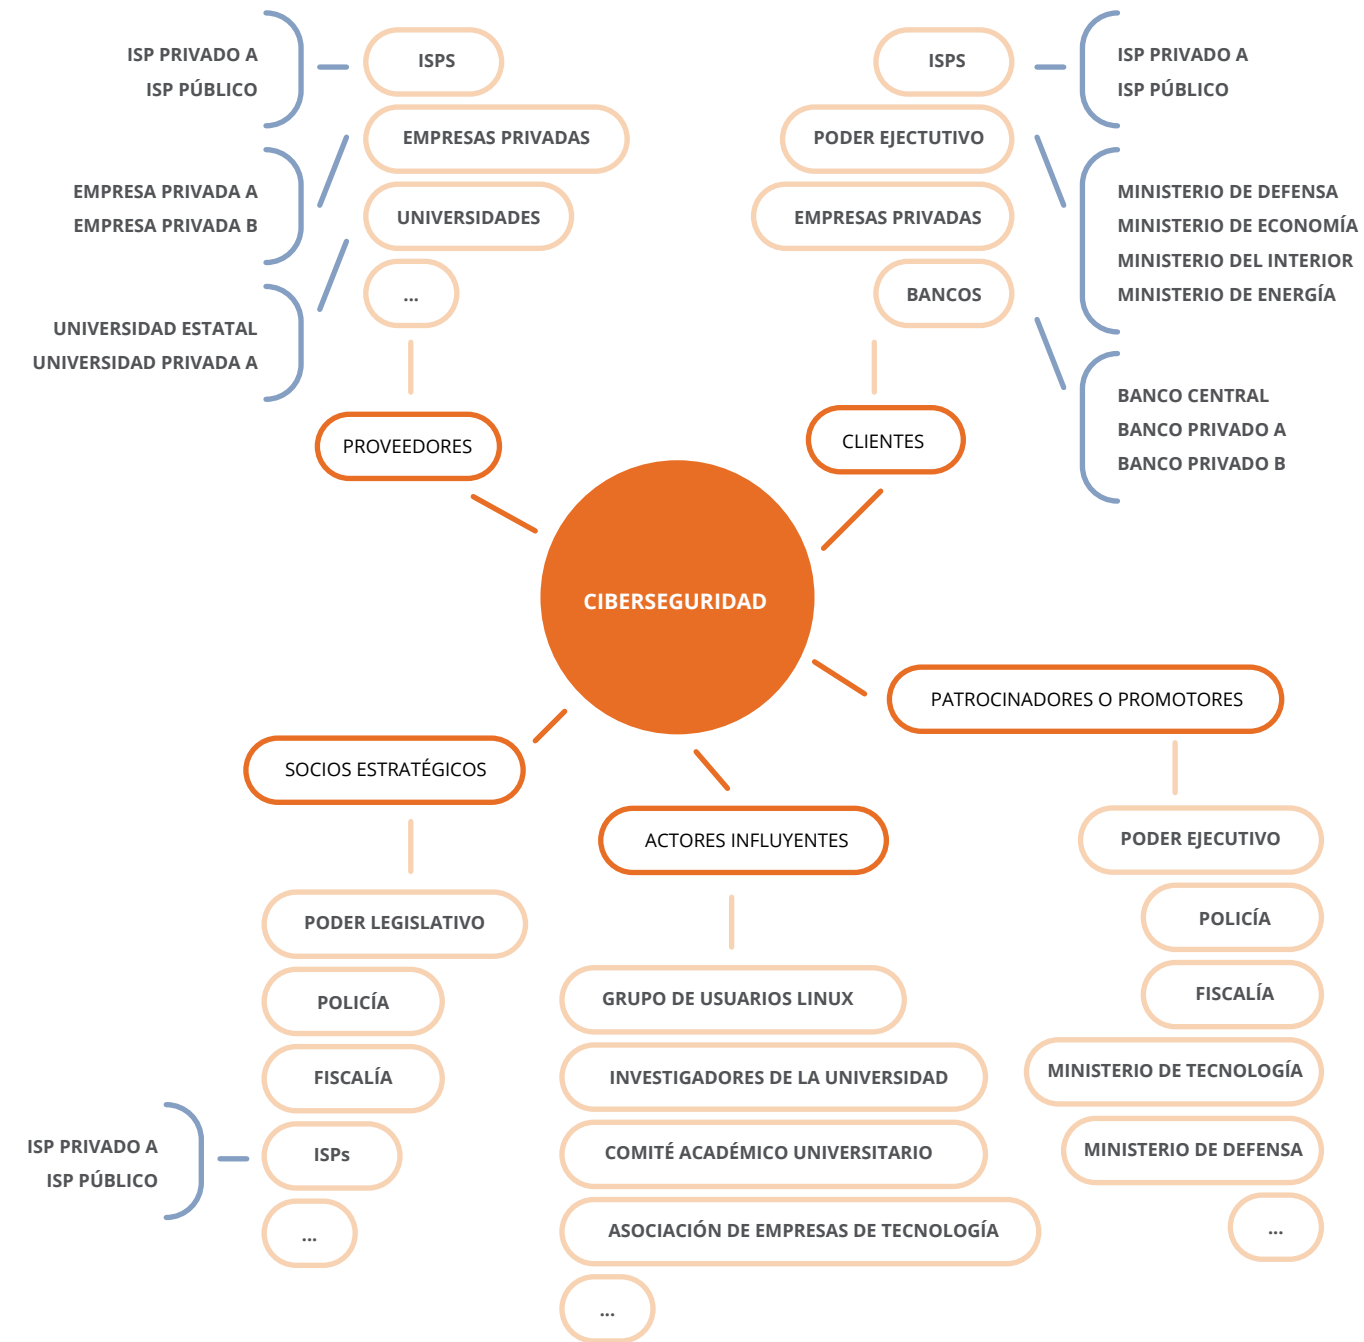 ISP PRIVADO A
ISP PÚBLICO
EMPRESA PRIVADA A
EMPRESA PRIVADA B
UNIVERSIDAD ESTATAL
UNIVERSIDAD PRIVADA A
ISPS
EMPRESAS PRIVADAS
UNIVERSIDADES
...
PROVEEDORES
ISPS
PODER EJECTUTIVO
EMPRESAS PRIVADAS
BANCOS
CLIENTES
ISP PRIVADO A
ISP PÚBLICO
MINISTERIO DE DEFENSA
MINISTERIO DE ECONOMÍA
MINISTERIO DEL INTERIOR
MINISTERIO DE ENERGÍA
BANCO CENTRAL
BANCO PRIVADO A
BANCO PRIVADO B
CIBERSEGURIDAD
SOCIOS ESTRATÉGICOS
PODER LEGISLATIVO
POLICÍA
FISCALÍA
ISPs
...
ISP PRIVADO A
ISP PÚBLICO
ACTORES INFLUYENTES
GRUPO DE USUARIOS LINUX
INVESTIGADORES DE LA UNIVERSIDAD
COMITÉ ACADÉMICO UNIVERSITARIO
ASOCIACIÓN DE EMPRESAS DE TECNOLOGÍA
...
PATROCINADORES O PROMOTORES
PODER EJECUTIVO
POLICÍA
FISCALÍA
MINISTERIO DE TECNOLOGÍA
MINISTERIO DE DEFENSA
...